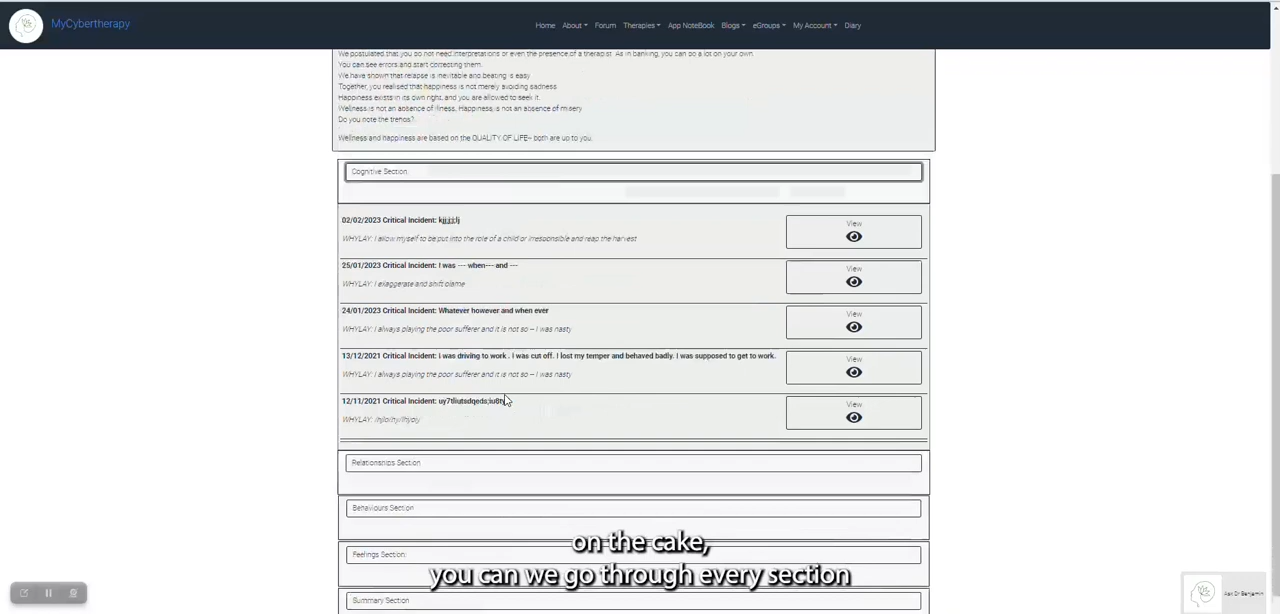 MyCybertherapy
Home About Forum Therapies App NoteBook Blogs eGroups My Account Diary
We postulated that you do not need interpretations or even the presence of a therapist. As in banking, you can do a lot on your own.
You can see errors and start correcting them.
We have shown that relapse is inevitable and beating is easy
Together, you realised that happiness is not merely avoiding sadness
Happiness exists in its own right, and you are allowed to seek it.
Wellness is not an absence of illness, Happiness is not an absence of misery
Do you note the trends?
Wellness and happiness are based on the QUALITY OF LIFE- both are up to you.
Cognitive Section:
02/02/2023 Critical Incident: kjj;j;j;lj
View
WHYLAY: I allow myself to be put into the role of a child or irresponsible and reap the harvest
25/01/2023 Critical Incident: I was --- when--- and ---
View
WHYLAY: I exaggerate and shift blame
24/01/2023 Critical Incident: Whatever however and when ever
View
WHYLAY: I always playing the poor sufferer and it is not so – I was nasty
13/12/2021 Critical Incident: I was driving to work . I was cut off. I lost my temper and behaved badly. I was supposed to get to work.
View
WHYLAY: I always playing the poor sufferer and it is not so – I was nasty
12/11/2021 Critical Incident:
View
WHYLAY:
Relationships Section
Behaviours Section
Feelings Section:
Summary Section
on the cake,
you can we go through every section
Ask Dr Benjamin